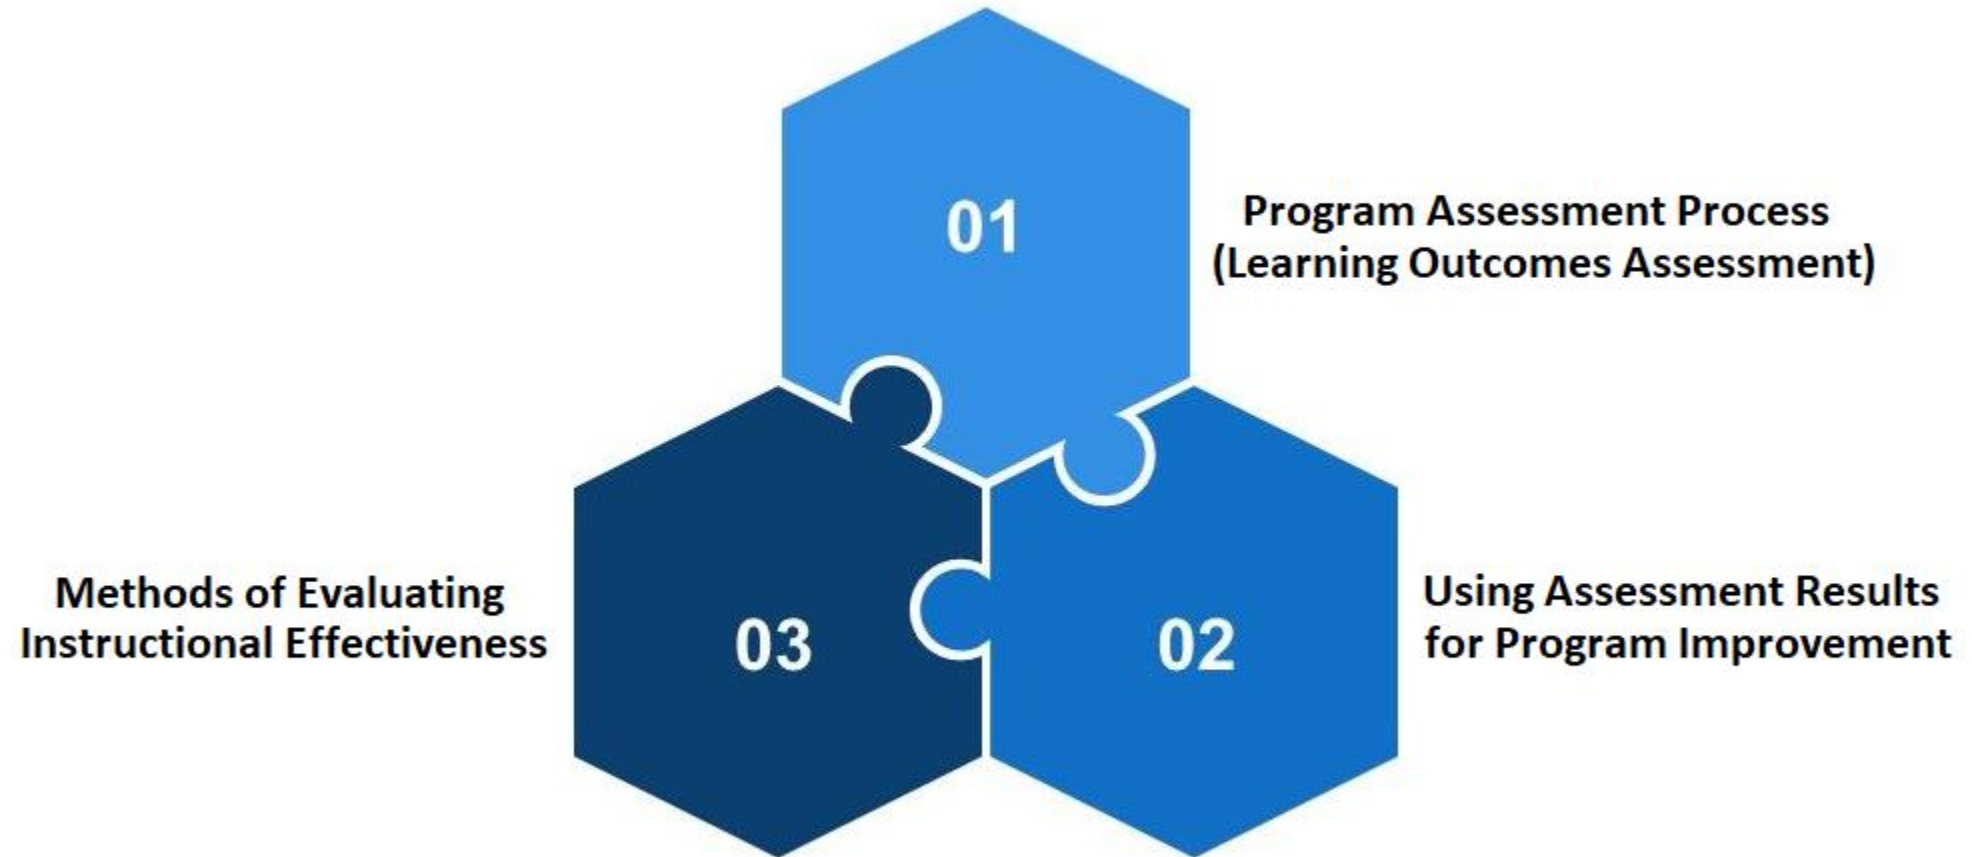 01
Program Assessment Process
(Learning Outcomes Assessment)
02
Using Assessment Results
for Program Improvement
03
Methods of Evaluating
Instructional Effectiveness